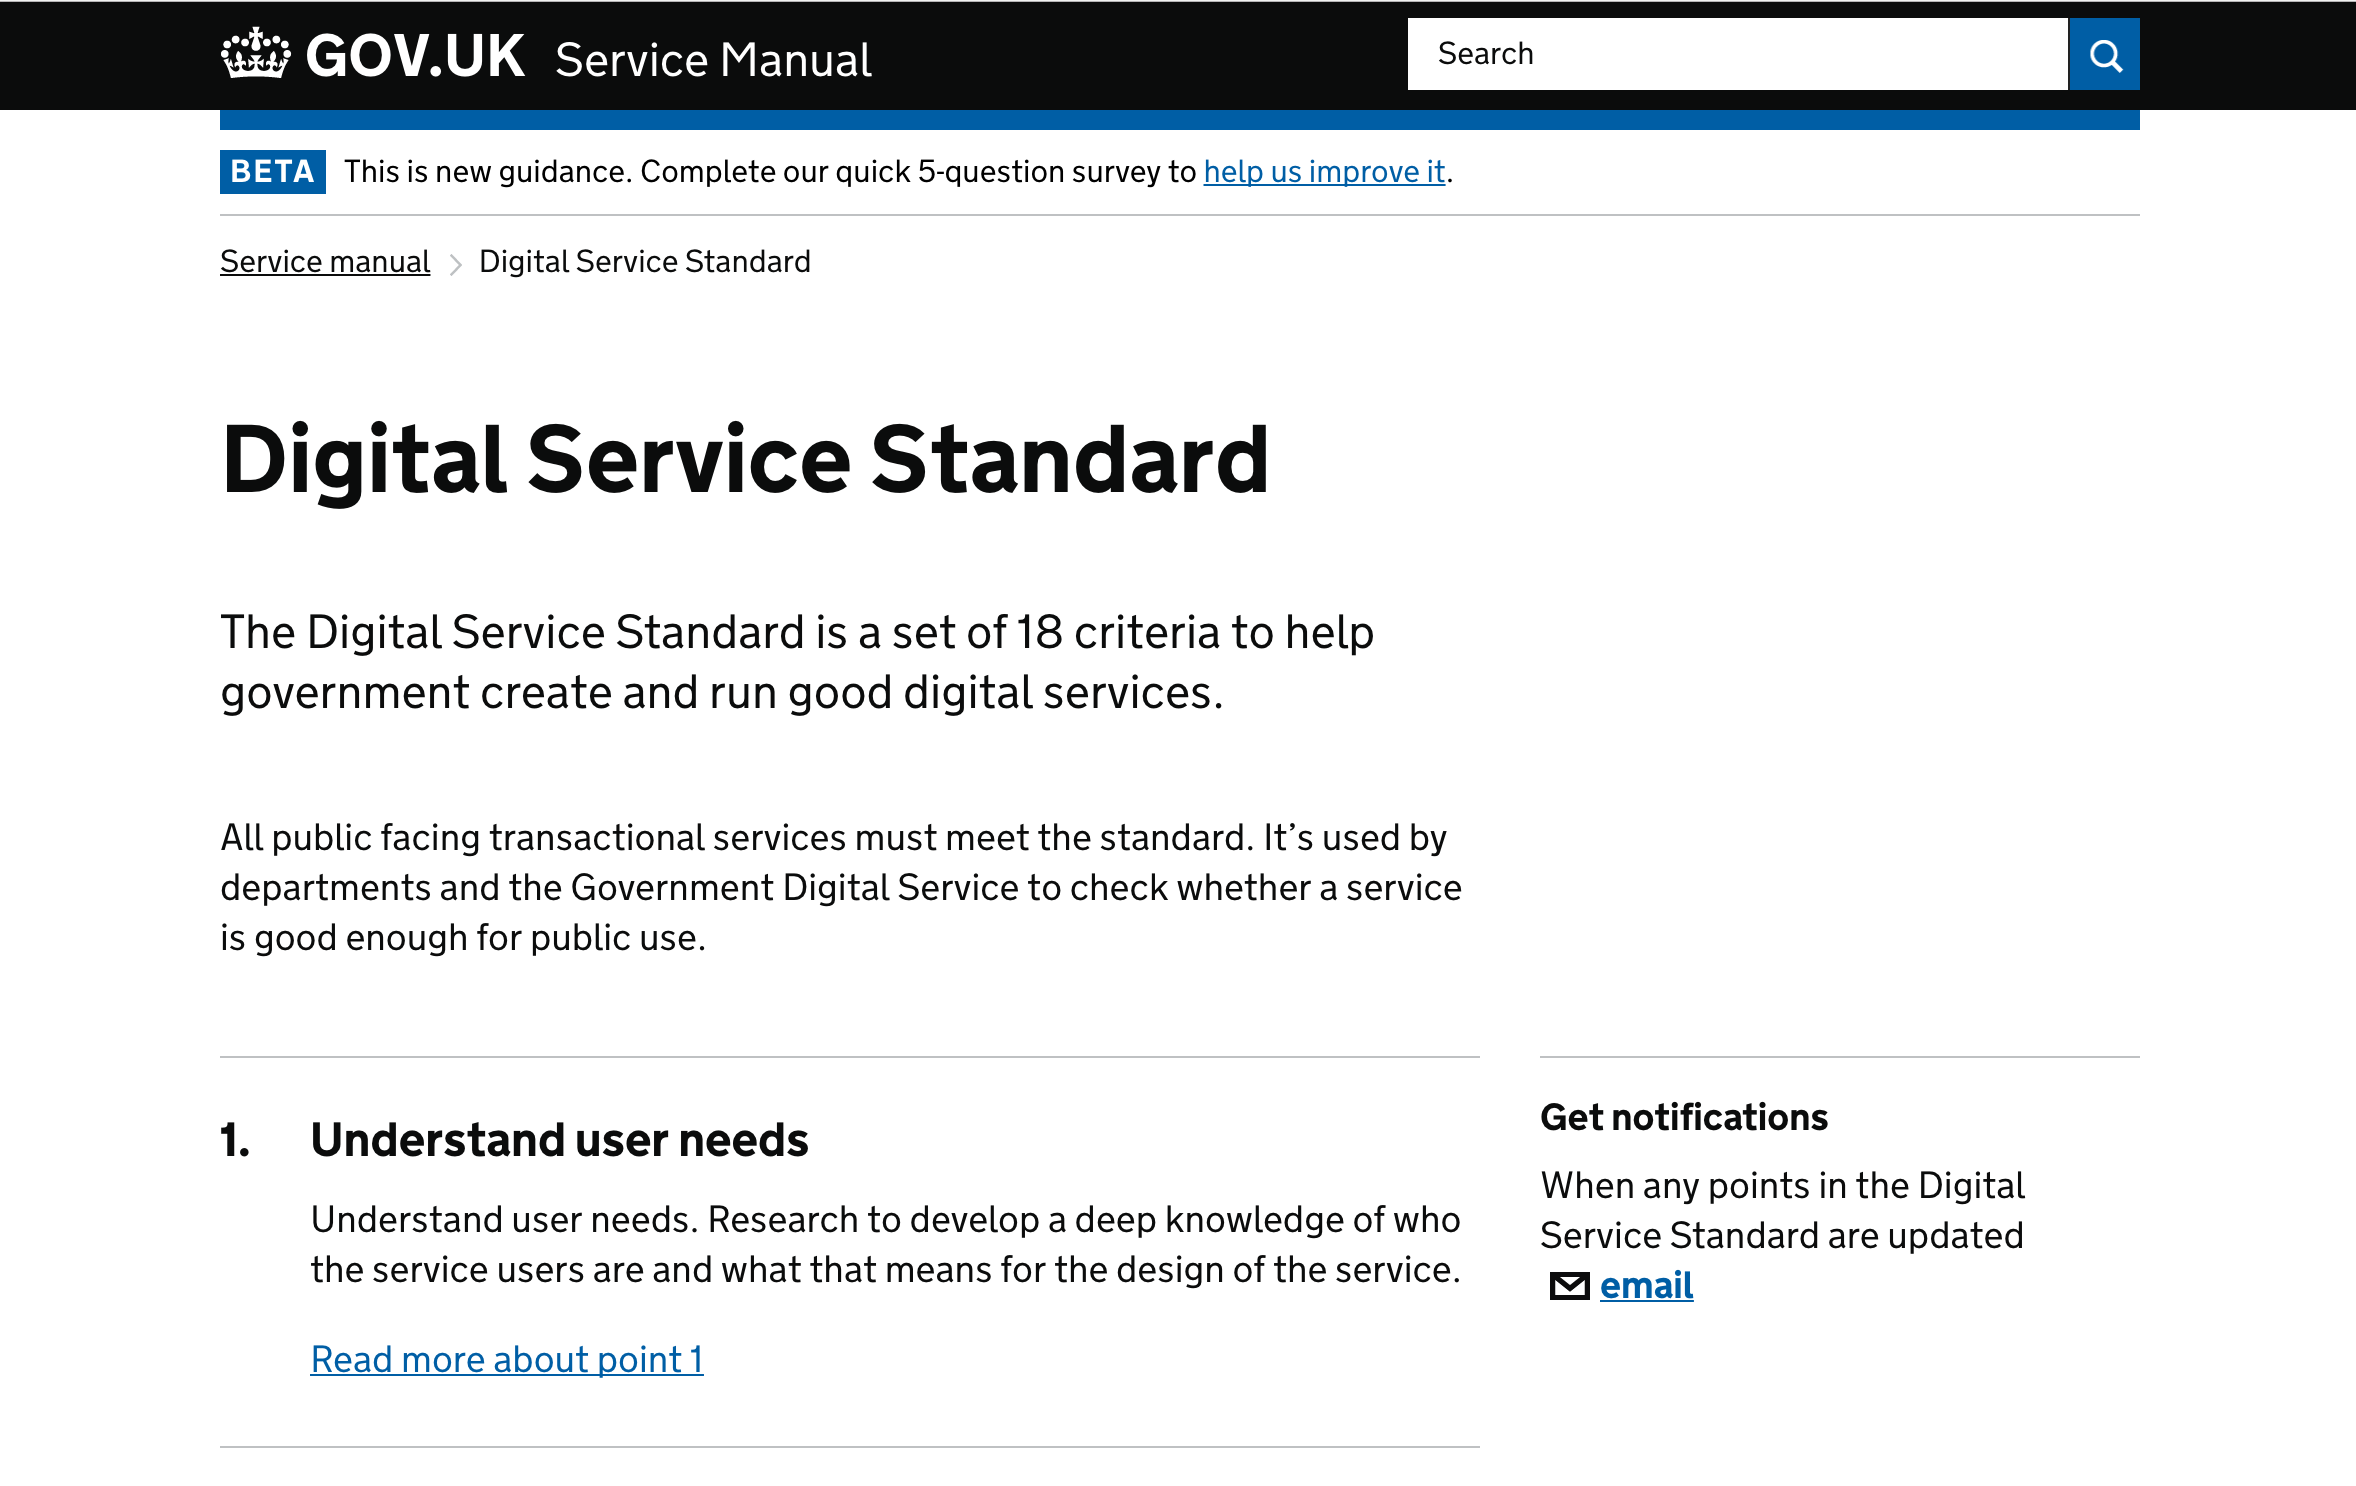 GOV.UK Service Manual
Search
BETA This is new guidance. Complete our quick 5-question survey to help us improve it.
Service manual Digital Service Standard
Digital Service Standard
The Digital Service Standard is a set of 18 criteria to help
government create and run good digital services.
All public facing transactional services must meet the standard. It’s used by
departments and the Government Digital Service to check whether a service
is good enough for public use.
1. Understand user needs
Understand user needs. Research to develop a deep knowledge of who
the service users are and what that means for the design of the service.
Read more about point 1
Get notifications
When any points in the Digital
Service Standard are updated
email